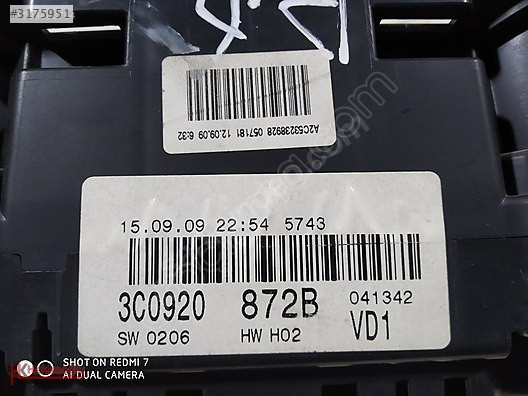 #3175951
A2C53238928 057181 12.09.09 6:32
15.09.09 22:54 5743
3C0920 872B 041342
SW 0206 HW H02 VD1
SHOT ON REDMI 7
AI DUAL CAMERA